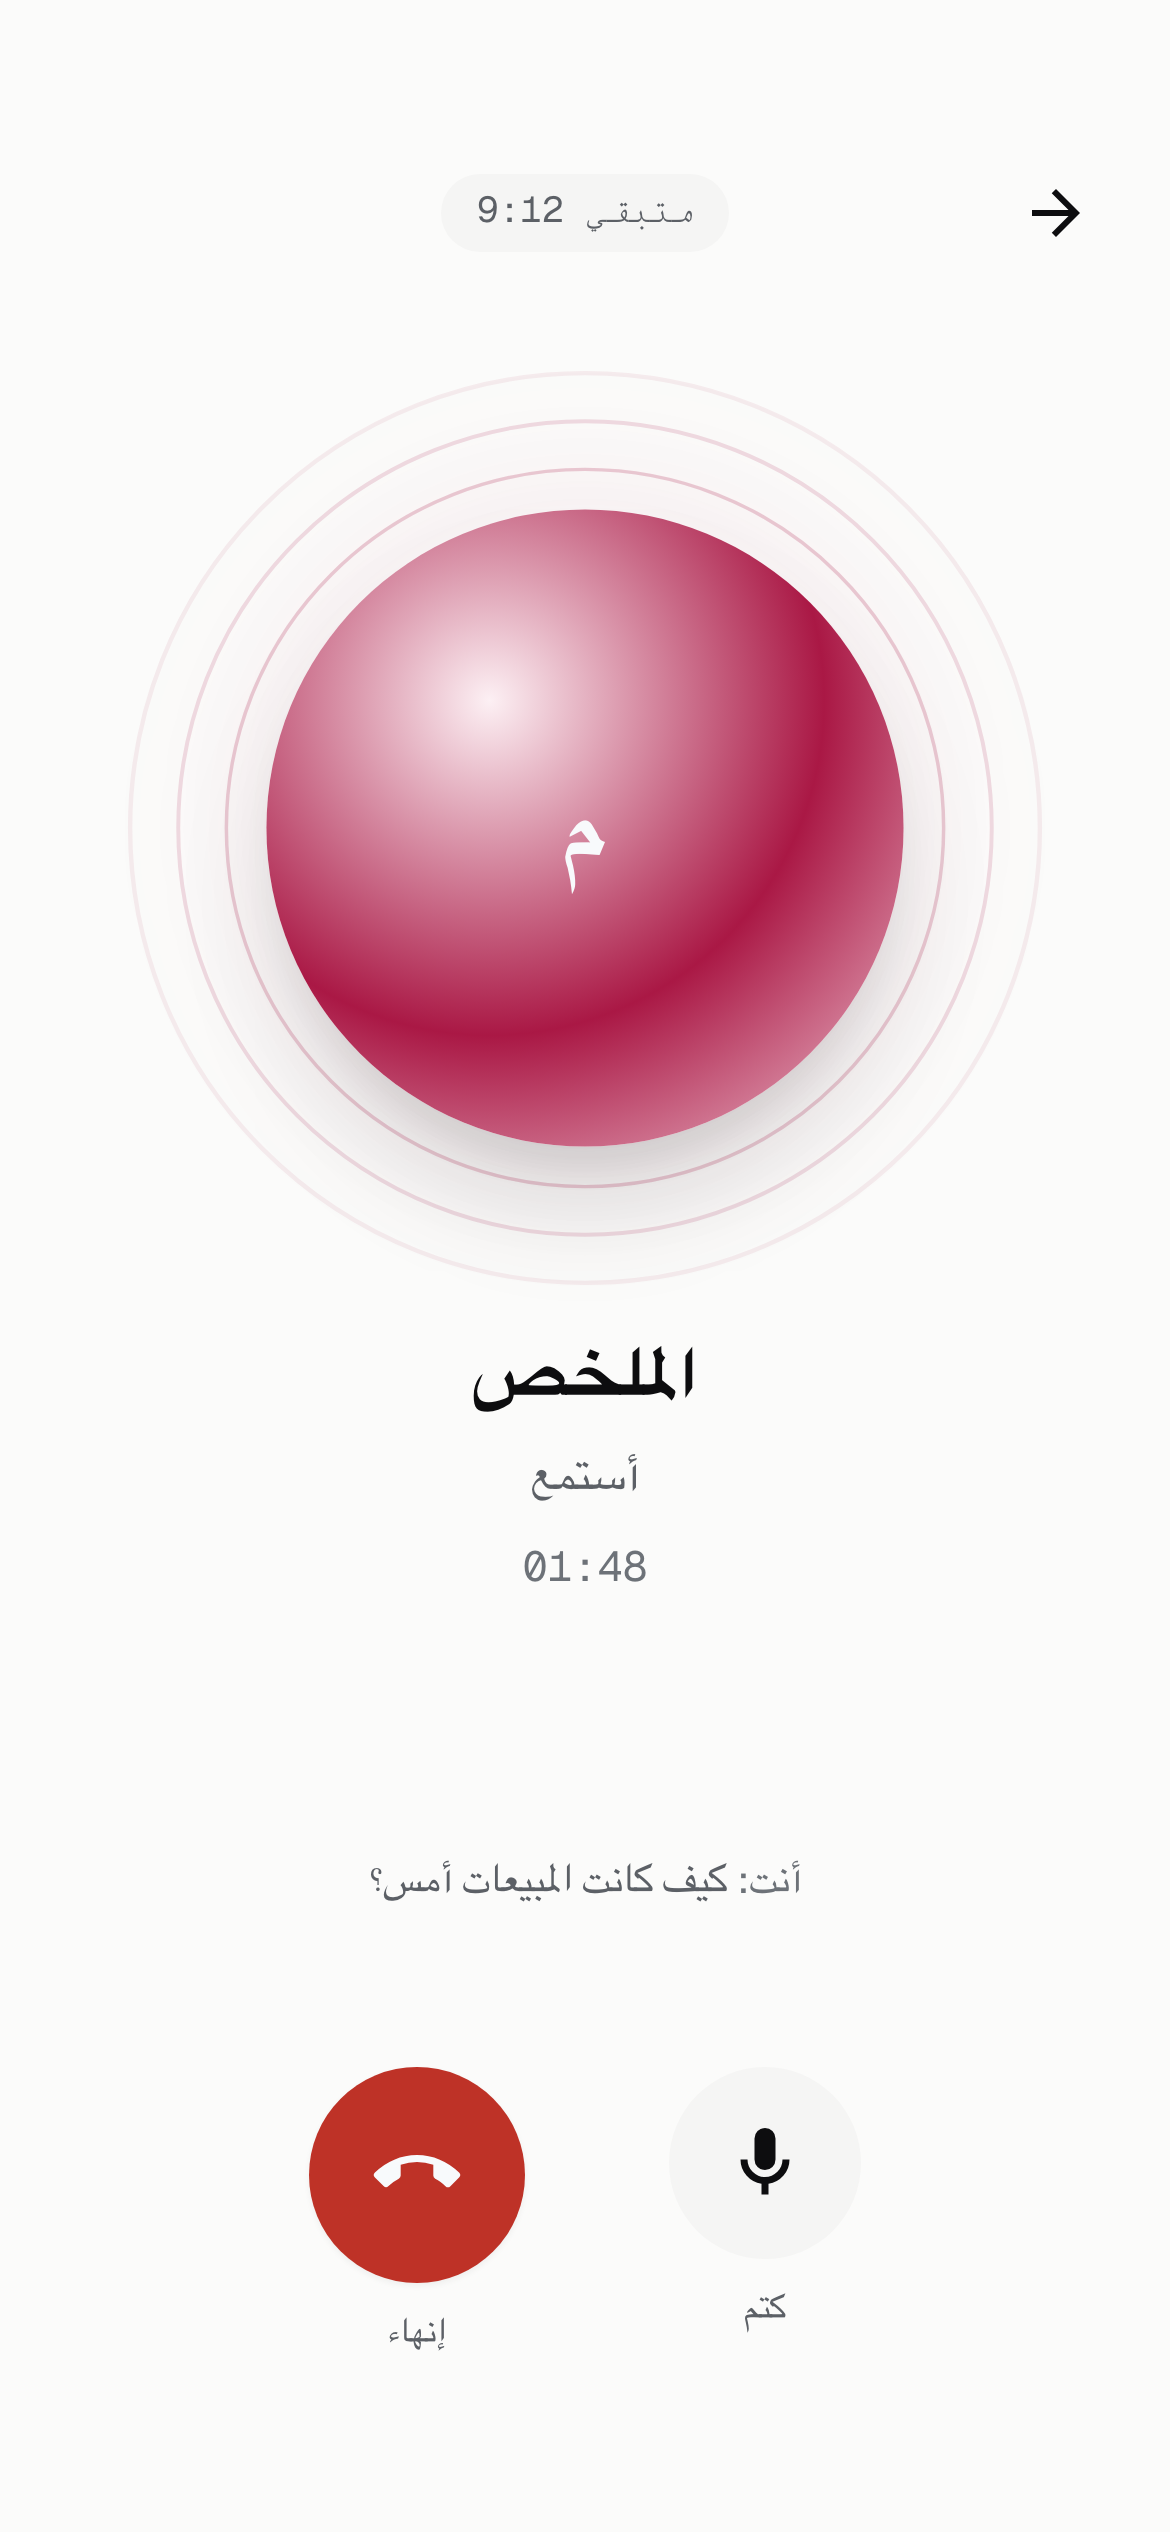 متبقي 9:12
م
الملخص
أستمع
01:48
أنت: كيف كانت المبيعات أمس؟
كتم
إنهاء